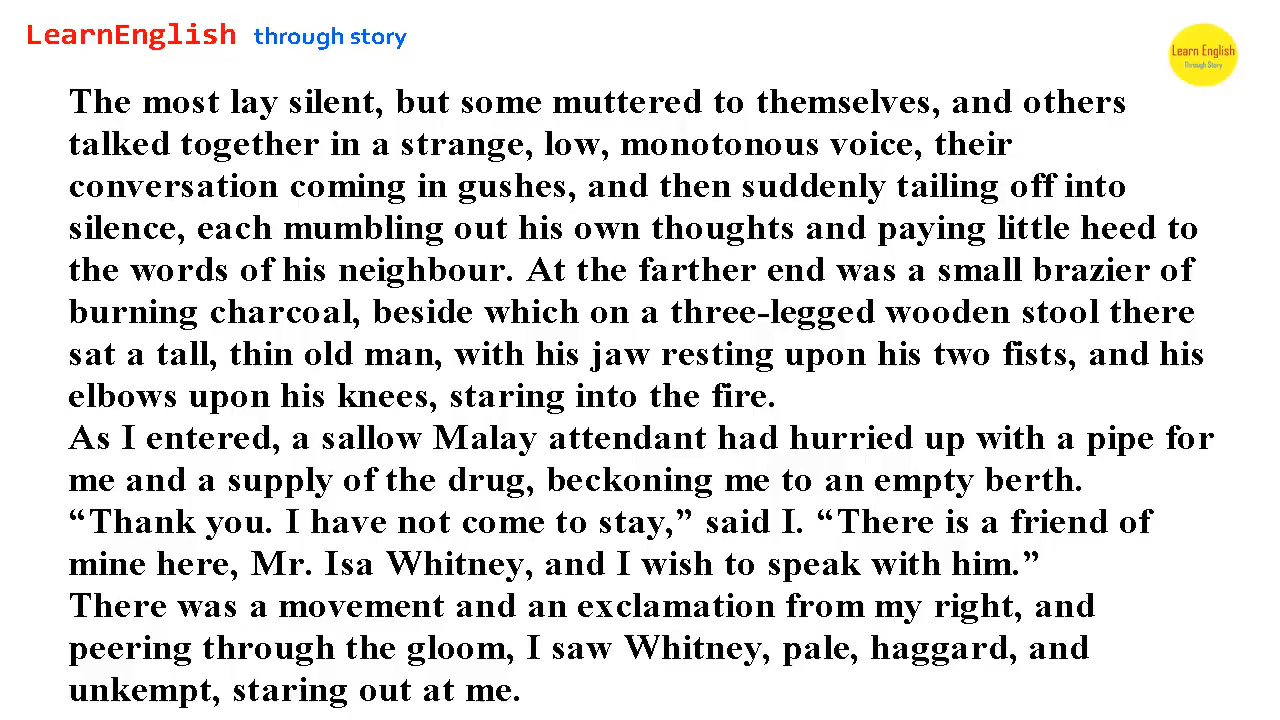 LearnEnglish through story
Learn English
Through Story
The most lay silent, but some muttered to themselves, and others
talked together in a strange, low, monotonous voice, their
conversation coming in gushes, and then suddenly tailing off into
silence, each mumbling out his own thoughts and paying little heed to
the words of his neighbour. At the farther end was a small brazier of
burning charcoal, beside which on a three-legged wooden stool there
sat a tall, thin old man, with his jaw resting upon his two fists, and his
elbows upon his knees, staring into the fire.
As I entered, a sallow Malay attendant had hurried up with a pipe for
me and a supply of the drug, beckoning me to an empty berth.
“Thank you. I have not come to stay,” said I. “There is a friend of
mine here, Mr. Isa Whitney, and I wish to speak with him.”
There was a movement and an exclamation from my right, and
peering through the gloom, I saw Whitney, pale, haggard, and
unkempt, staring out at me.